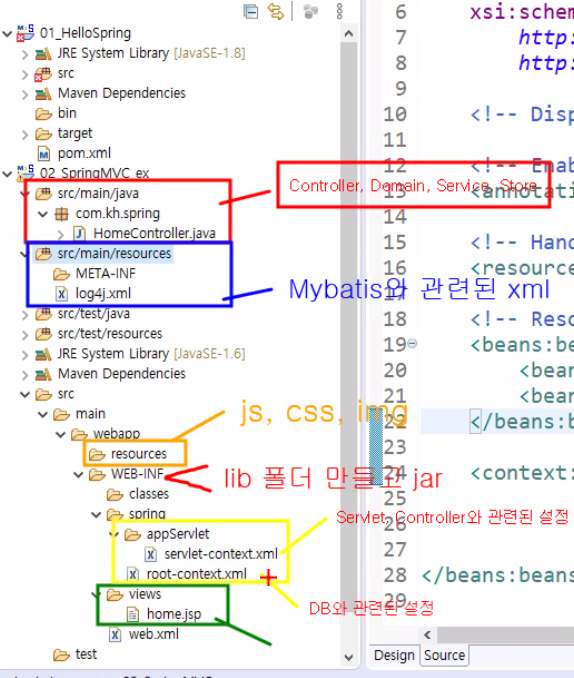 01_HelloSpring
JRE System Library [JavaSE-1.8]
src
Maven Dependencies
bin
target
pom.xml
02_SpringMVC_ex
src/main/java
com.kh.spring
HomeController.java
src/main/resources
META-INF
log4j.xml
src/test/java
src/test/resources
JRE System Library [JavaSE-1.6]
Maven Dependencies
src
main
webapp
resources
WEB-INF
classes
spring
appServlet
servlet-context.xml
root-context.xml
views
home.jsp
web.xml
test
Controller, Domain, Service, Store
Mybatis와 관련된 xml
js, css, img
lib 폴더 만들고 jar
Servlet, Controller와 관련된 설정
DB와 관련된 설정
6 xsi:schem
7 http:
8 http:
9
10 <!-- Disp
11
12 <!-- Enab
13 <annotati
14
15 <!-- Hand
16 <resource
17
18 <!-- Reso
19 <beans:be
20 <bean
21 <bean
22 </beans:b
23
24 <context:
25
26
27
28 </beans:beans
29
Design Source